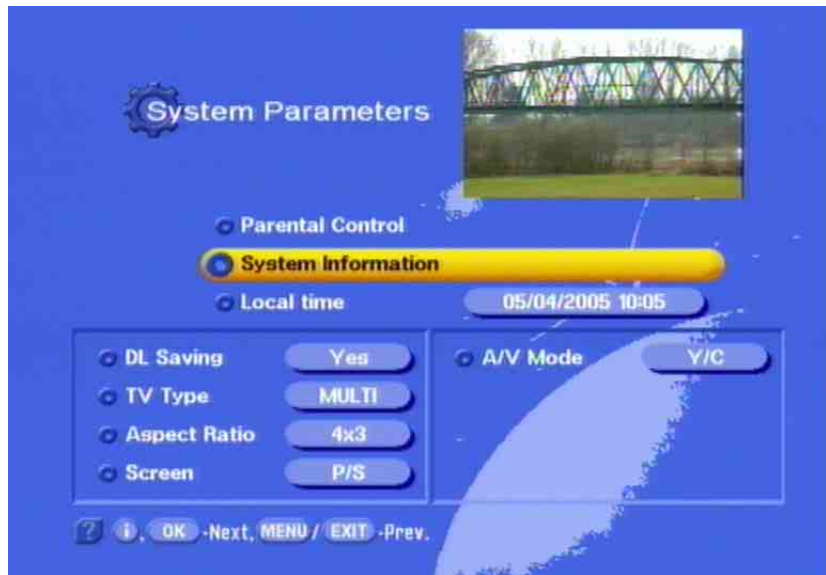 System Parameters
Parental Control
System Information
Local time 05/04/2005 10:05
DL Saving Yes
TV Type MULTI
Aspect Ratio 4x3
Screen P/S
A/V Mode Y/C
? i, OK -Next, MENU / EXIT -Prev.